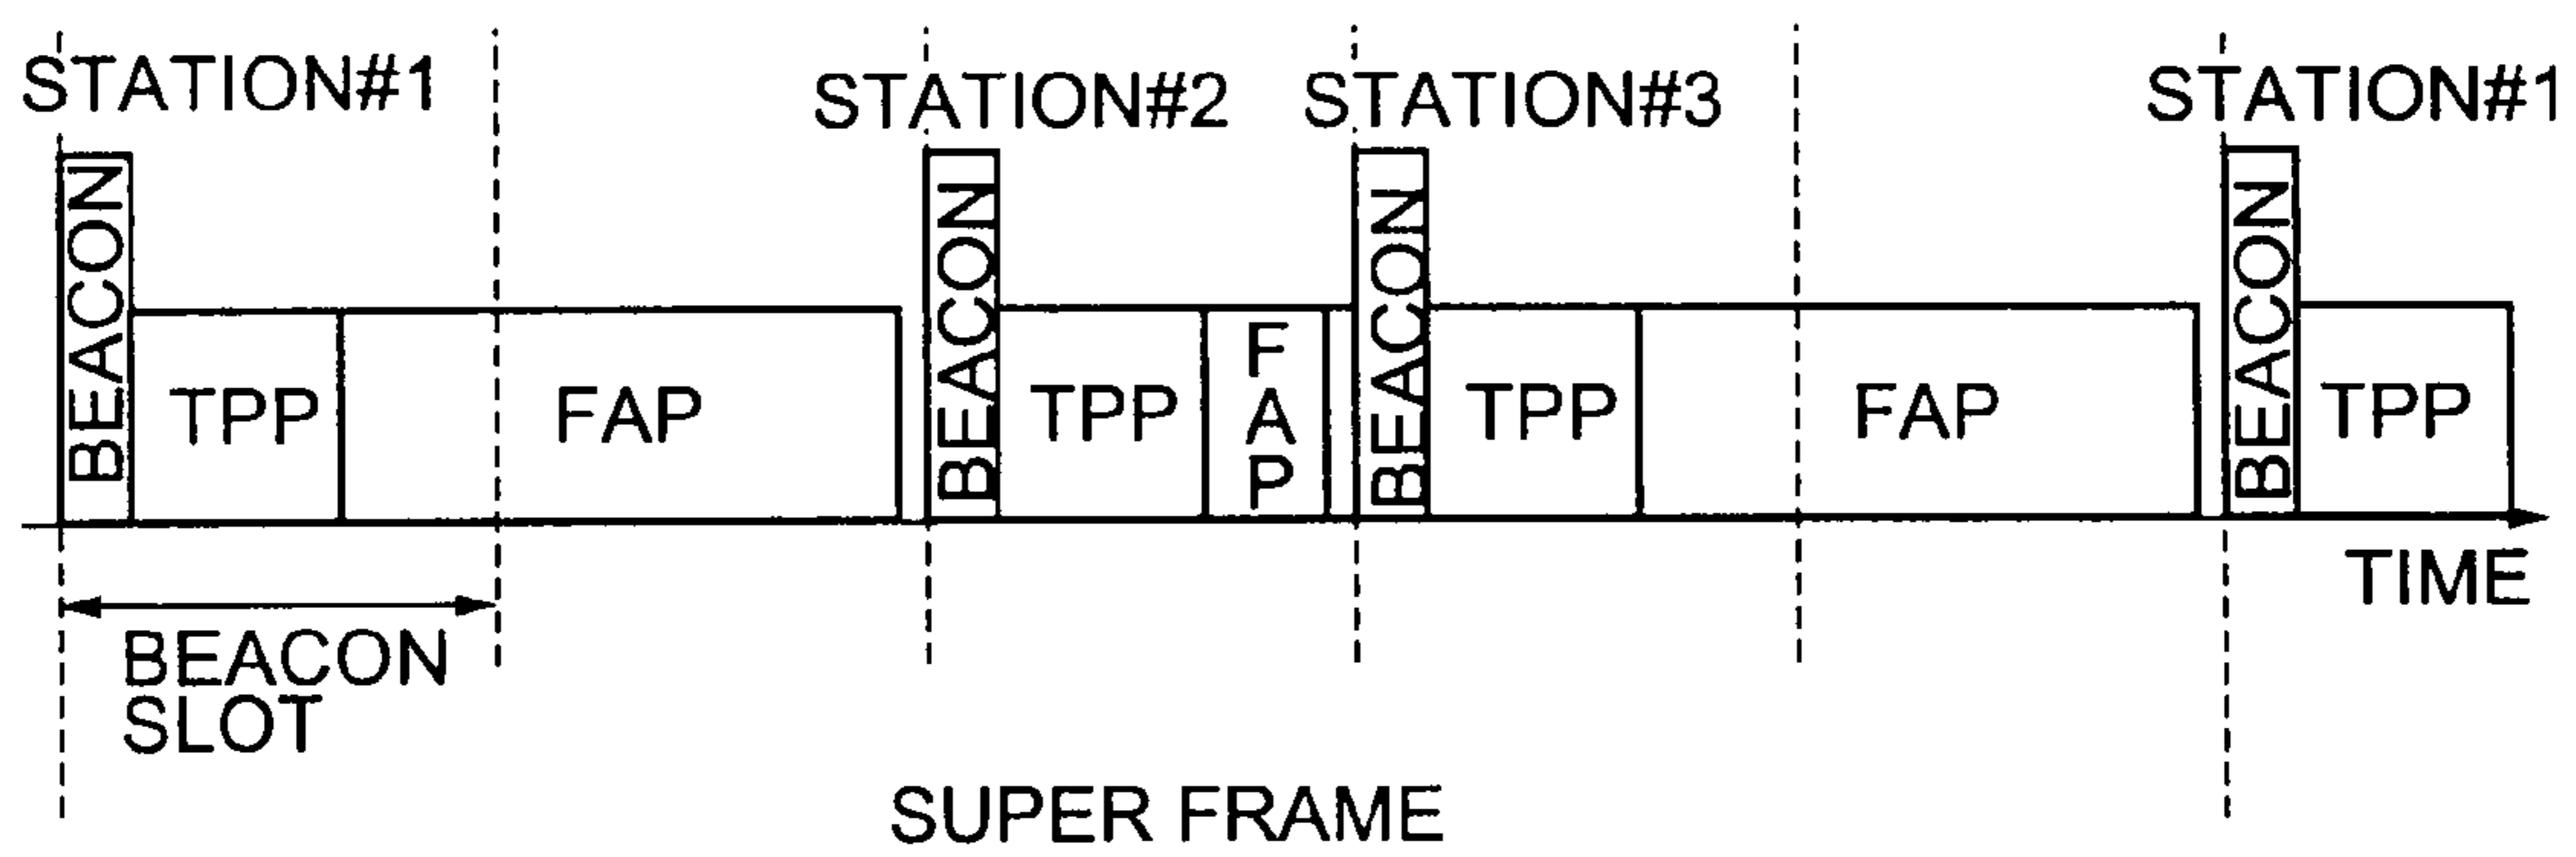 STATION#1
STATION#2
STATION#3
STATION#1
BEACON
TPP
FAP
BEACON
TPP
FAP
BEACON
TPP
FAP
BEACON
TPP
TIME
BEACON
SLOT
SUPER FRAME